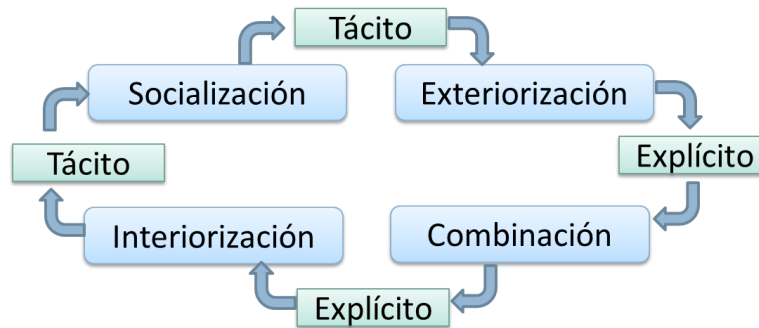 Tácito
Socialización
Exteriorización
Tácito
Explícito
Interiorización
Combinación
Explícito